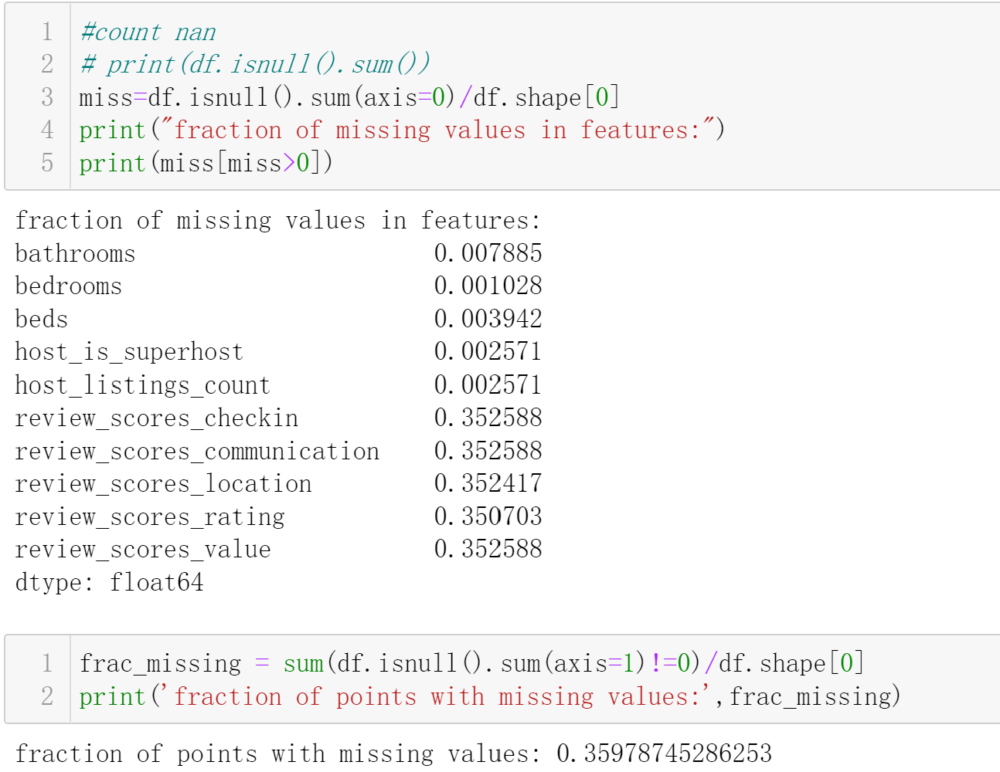 1 #count nan
2 # print(df.isnull().sum())
3 miss=df.isnull().sum(axis=0)/df.shape[0]
4 print("fraction of missing values in features:")
5 print(miss[miss>0])
fraction of missing values in features:
bathrooms 0.007885
bedrooms 0.001028
beds 0.003942
host_is_superhost 0.002571
host_listings_count 0.002571
review_scores_checkin 0.352588
review_scores_communication 0.352588
review_scores_location 0.352417
review_scores_rating 0.350703
review_scores_value 0.352588
dtype: float64
1 frac_missing = sum(df.isnull().sum(axis=1)!=0)/df.shape[0]
2 print('fraction of points with missing values:',frac_missing)
fraction of points with missing values: 0.35978745286253